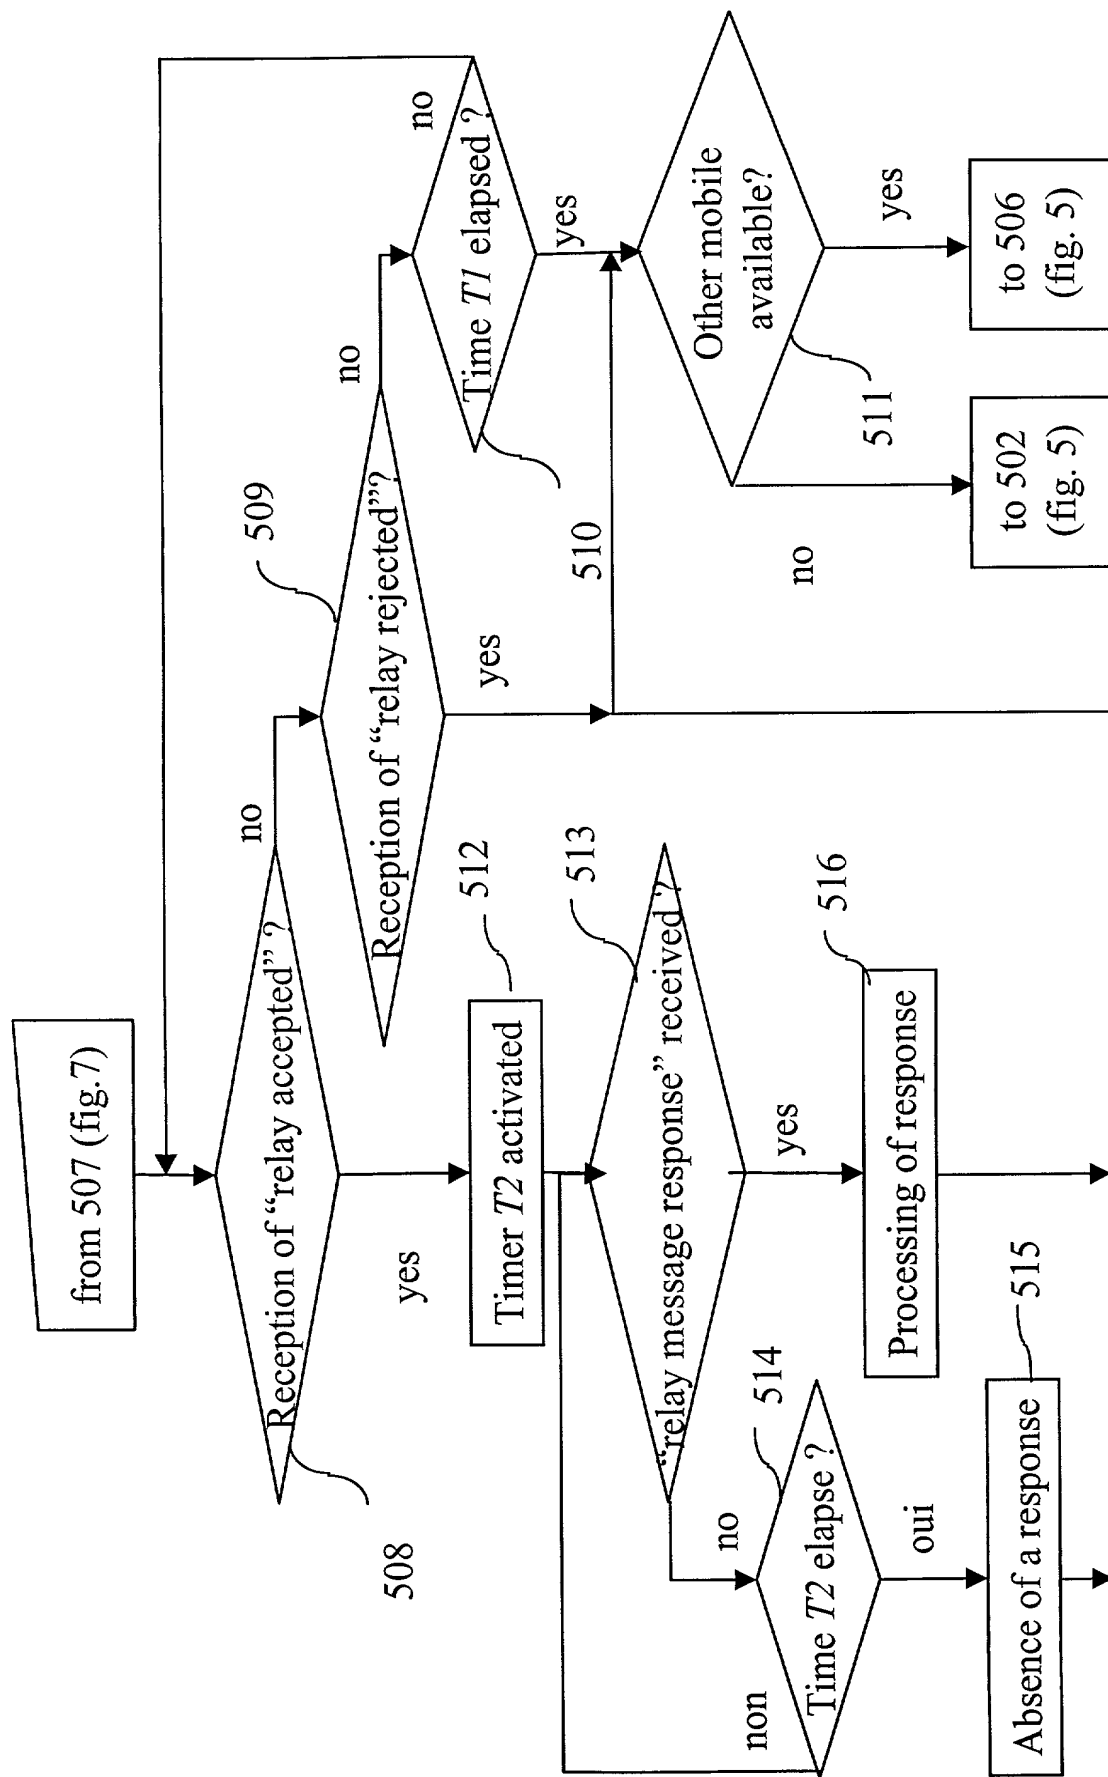 from 507 (fig.7)
Reception of “relay accepted” ?
no
yes
508
Reception of “relay rejected”?
509
no
yes
Time T1 elapsed ?
no
yes
510
Other mobile
available?
511
yes
no
to 506
(fig. 5)
to 502
(fig. 5)
Timer T2 activated
512
“relay message response” received ?
513
yes
no
Time T2 elapse ?
514
non
oui
Processing of response
516
Absence of a response
515